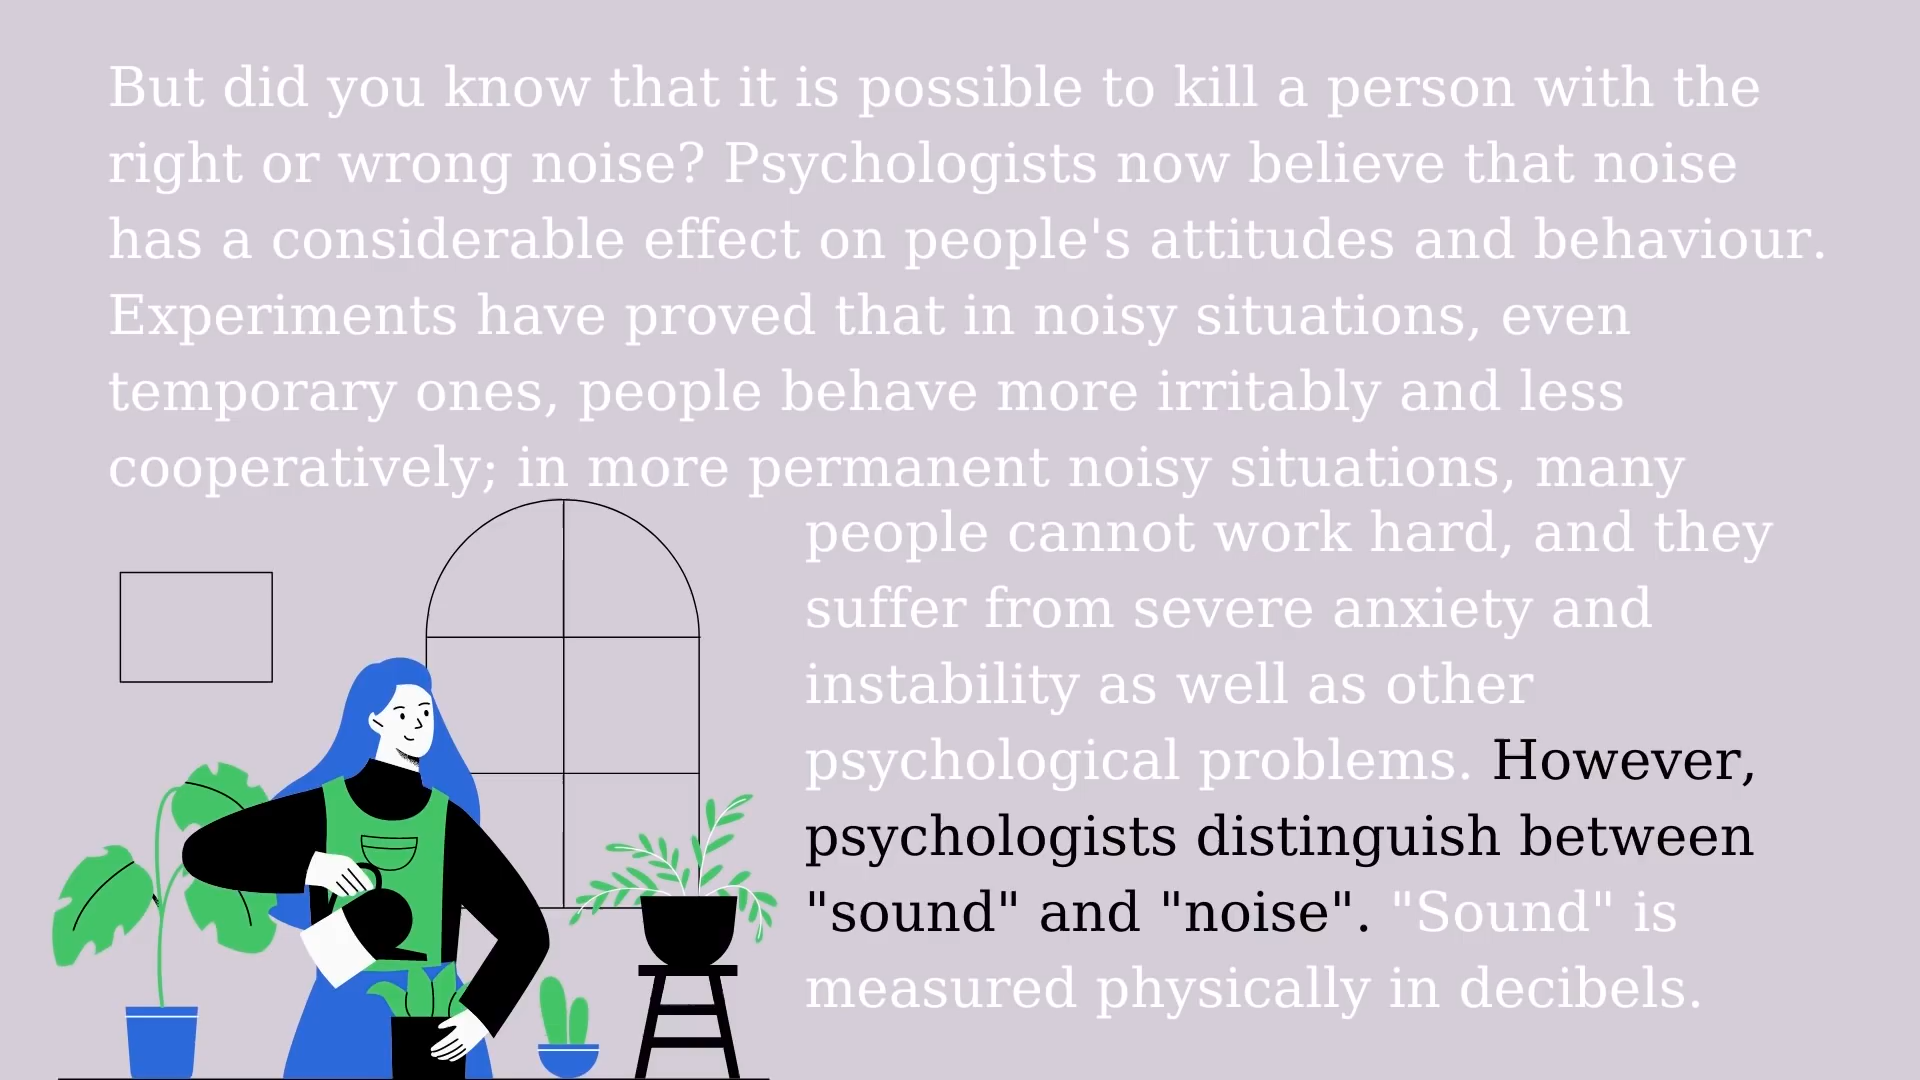 But did you know that it is possible to kill a person with the
right or wrong noise? Psychologists now believe that noise
has a considerable effect on people's attitudes and behaviour.
Experiments have proved that in noisy situations, even
temporary ones, people behave more irritably and less
cooperatively; in more permanent noisy situations, many
people cannot work hard, and they
suffer from severe anxiety and
instability as well as other
psychological problems. However,
psychologists distinguish between
"sound" and "noise". "Sound" is
measured physically in decibels.